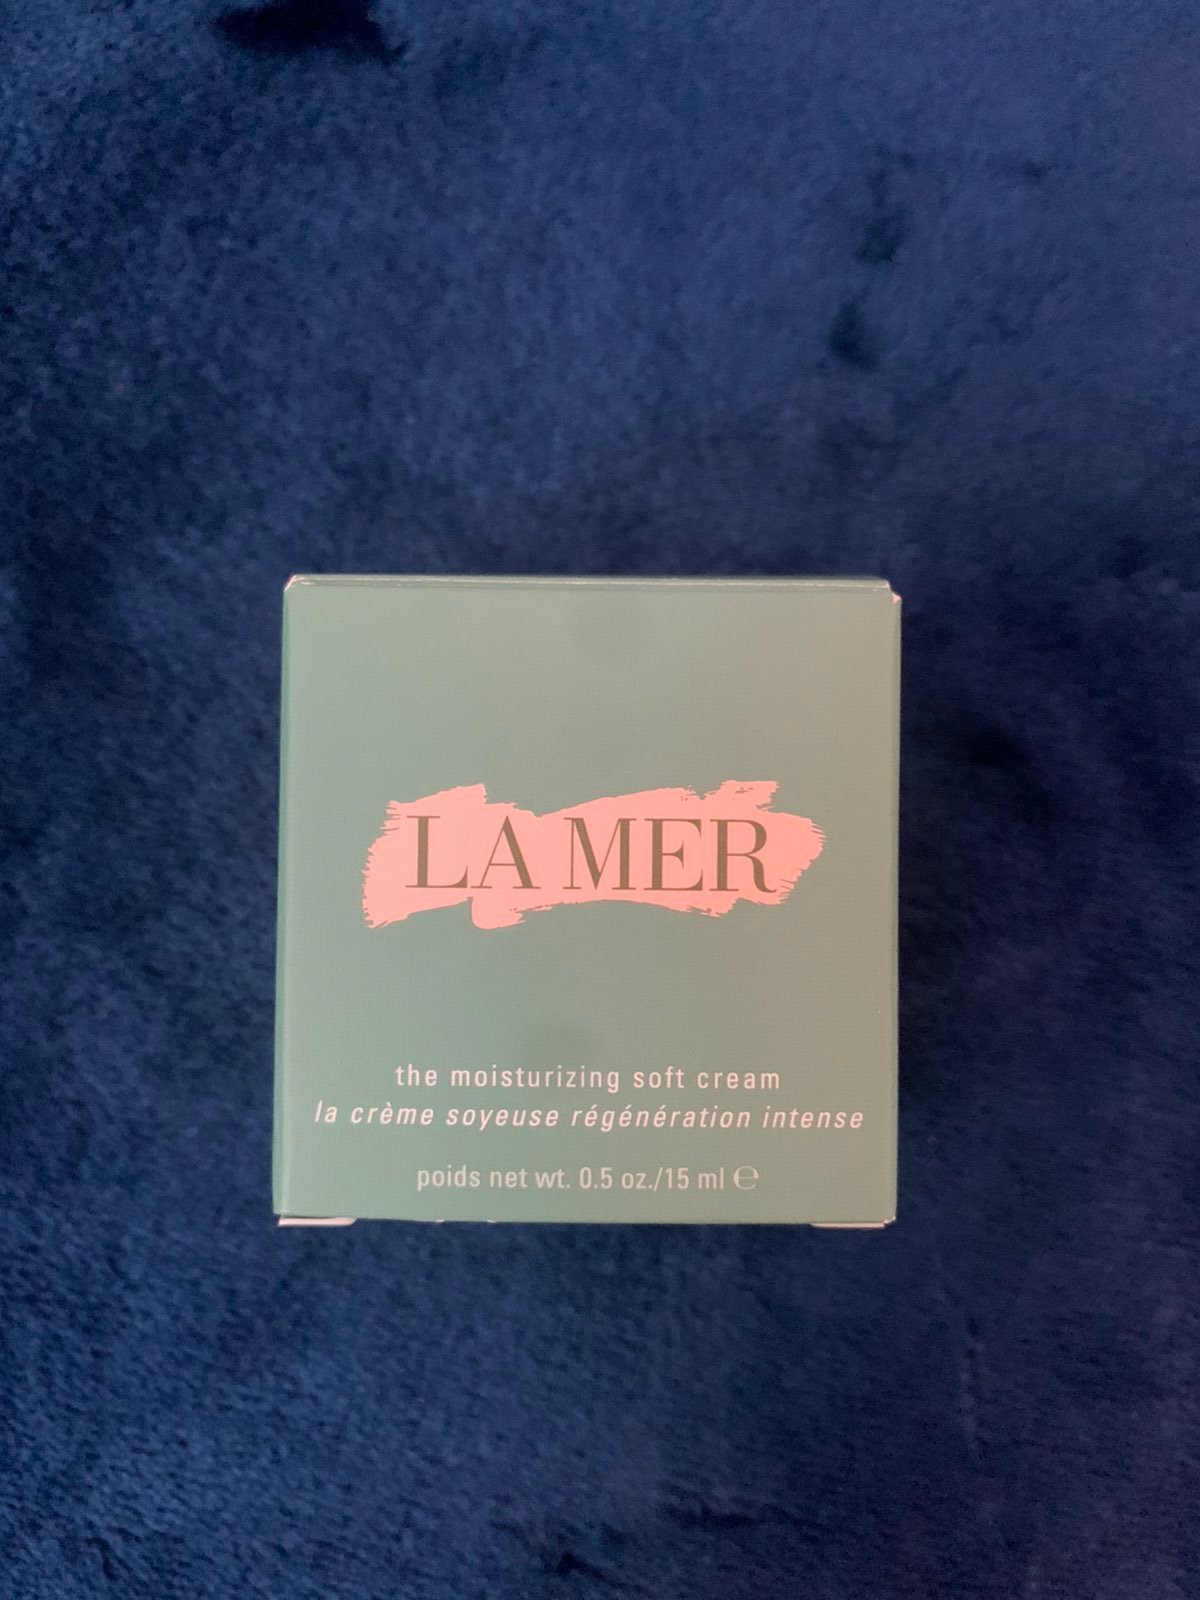 LA MER
the moisturizing soft cream
la crème soyeuse régénération intense
poids net wt. 0.5 oz./15 ml ℮